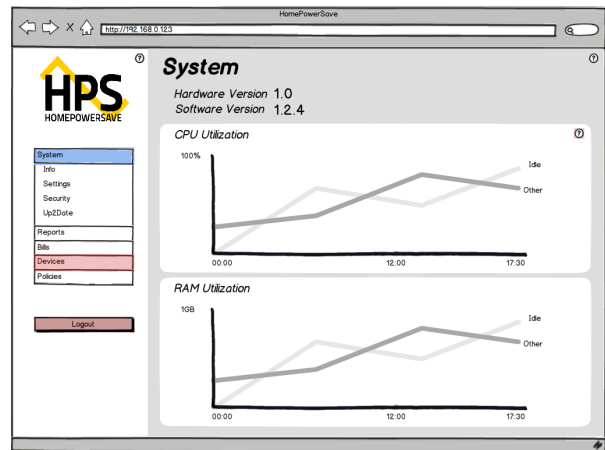 HomePowerSave
X
http://192.168.0.123
HPS
HOMEPOWERSAVE
?
System
Info
Settings
Security
Up2Date
Reports
Bills
Devices
Policies
Logout
System
?
Hardware Version 1.0
Software Version 1.2.4
CPU Utilization
?
100%
Idle
Other
00:00
12:00
17:30
RAM Utilization
1GB
Idle
Other
00:00
12:00
17:30